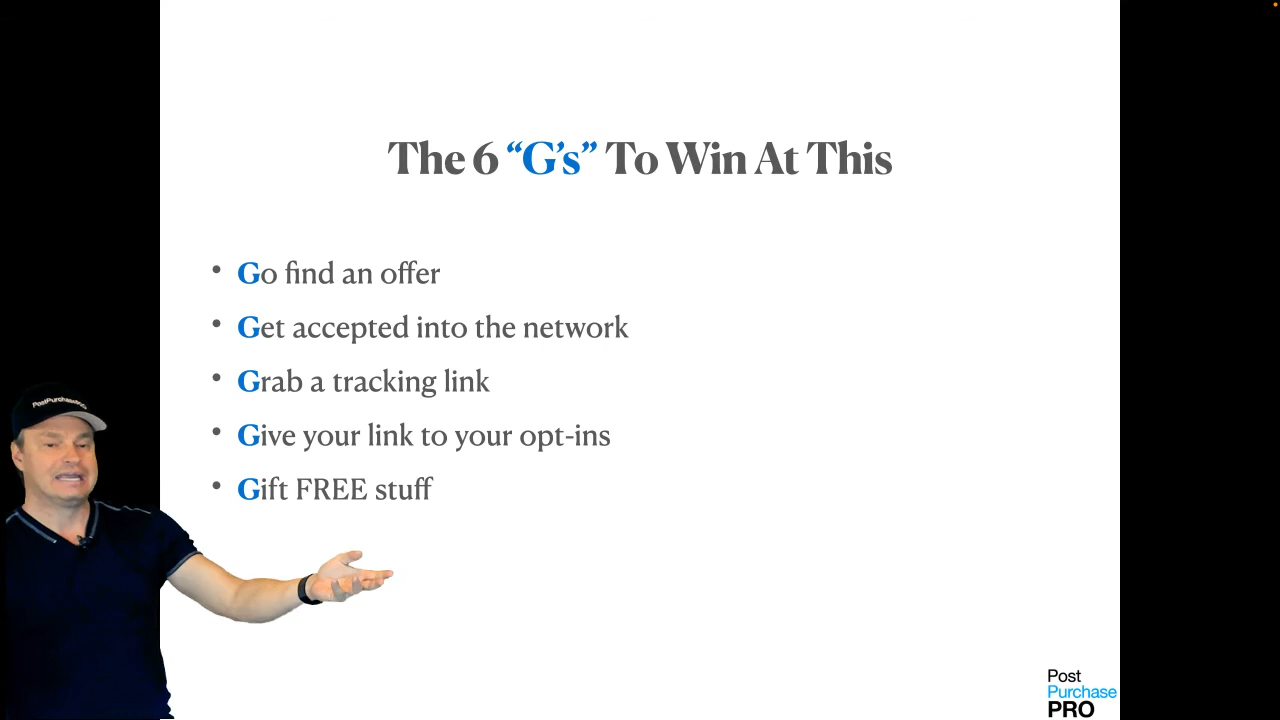 The 6 “G’s” To Win At This
• Go find an offer
• Get accepted into the network
• Grab a tracking link
• Give your link to your opt-ins
• Gift FREE stuff
Post
Purchase
PRO